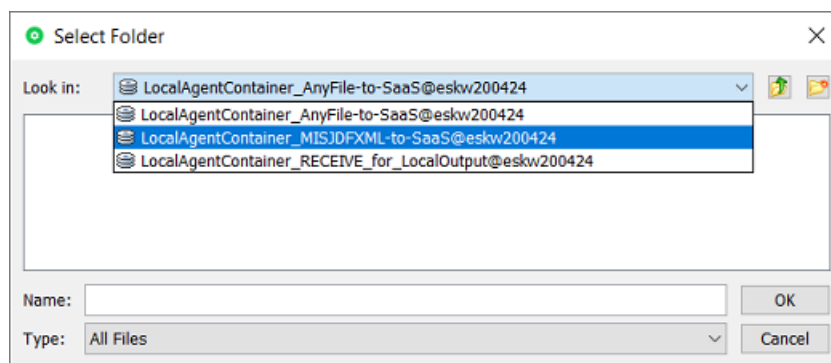 Select Folder
Look in: LocalAgentContainer_AnyFile-to-SaaS@eskw200424
LocalAgentContainer_AnyFile-to-SaaS@eskw200424
LocalAgentContainer_MISJDFXML-to-SaaS@eskw200424
LocalAgentContainer_RECEIVE_for_LocalOutput@eskw200424
Name: OK
Type: All Files Cancel